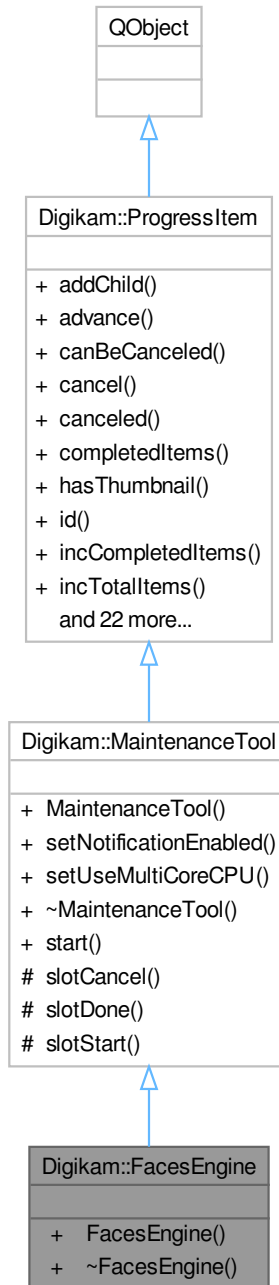 QObject
Digikam::ProgressItem
+ addChild()
+ advance()
+ canBeCanceled()
+ cancel()
+ canceled()
+ completedItems()
+ hasThumbnail()
+ id()
+ incCompletedItems()
+ incTotalItems()
and 22 more...
Digikam::MaintenanceTool
+ MaintenanceTool()
+ setNotificationEnabled()
+ setUseMultiCoreCPU()
+ ~MaintenanceTool()
+ start()
# slotCancel()
# slotDone()
# slotStart()
Digikam::FacesEngine
+ FacesEngine()
+ ~FacesEngine()